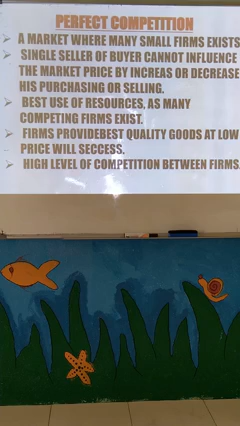 PERFECT COMPETITION
➢ A MARKET WHERE MANY SMALL FIRMS EXISTS
➢ SINGLE SELLER OF BUYER CANNOT INFLUENCE
THE MARKET PRICE BY INCREAS OR DECREASE
HIS PURCHASING OR SELLING.
➢ BEST USE OF RESOURCES, AS MANY
COMPETING FIRMS EXIST.
➢ FIRMS PROVIDEBEST QUALITY GOODS AT LOW
PRICE WILL SECCESS.
➢ HIGH LEVEL OF COMPETITION BETWEEN FIRMS.